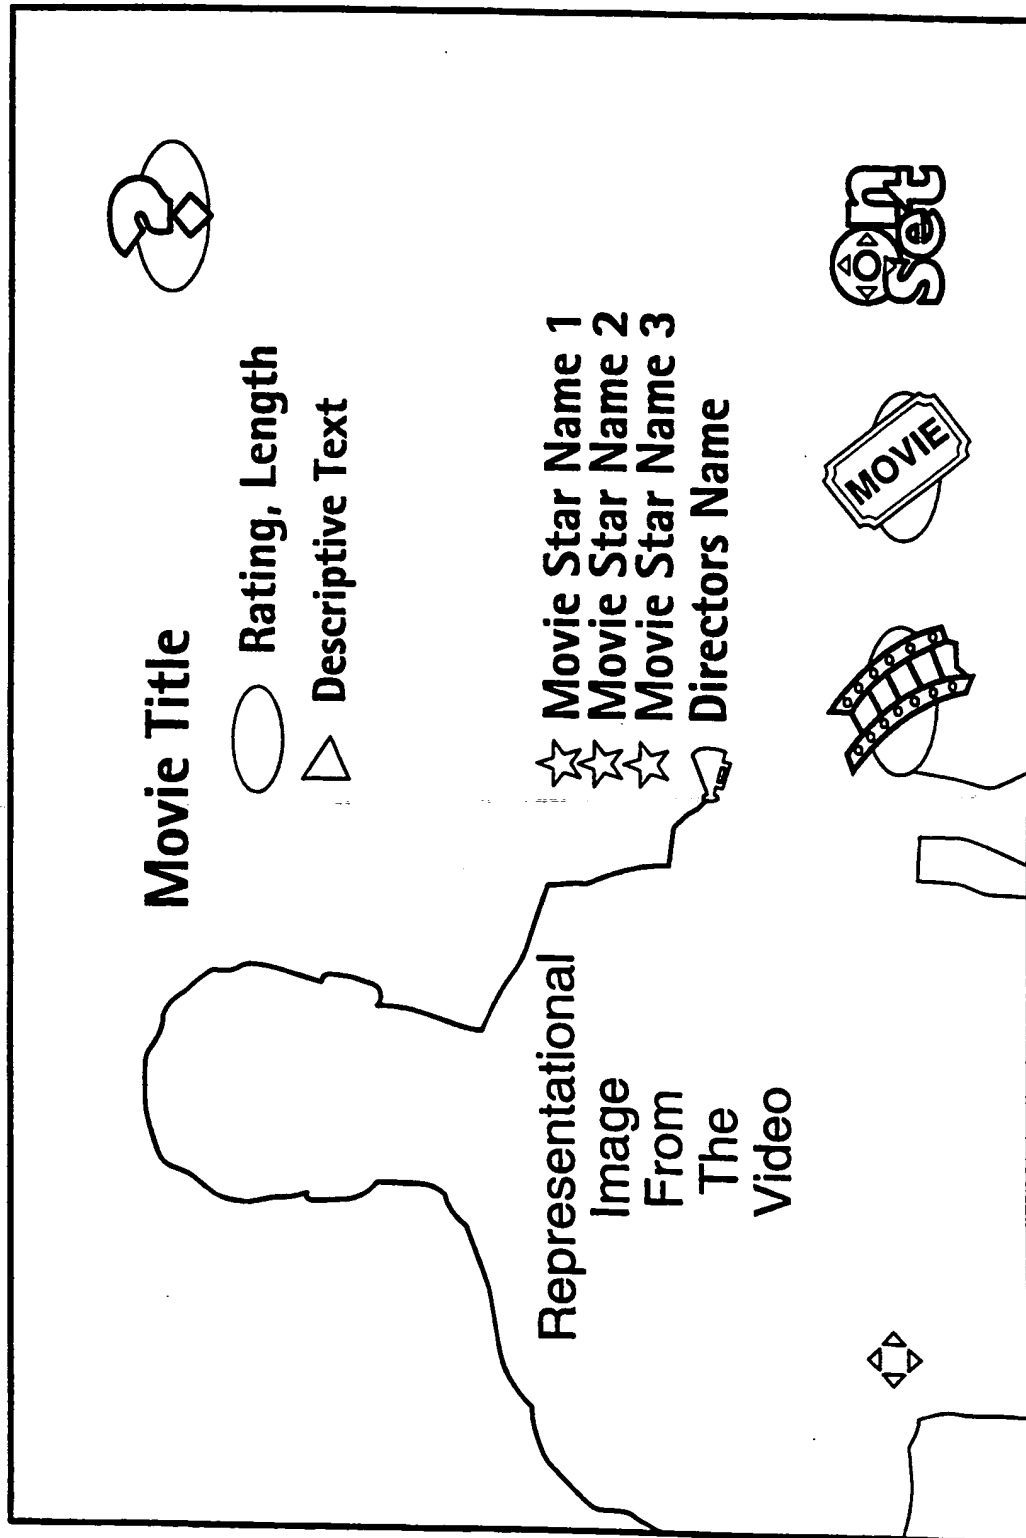 Movie Title
Rating, Length
Descriptive Text
Movie Star Name 1
Movie Star Name 2
Movie Star Name 3
Directors Name
Representational
Image
From
The
Video
MOVIE
on
set
?